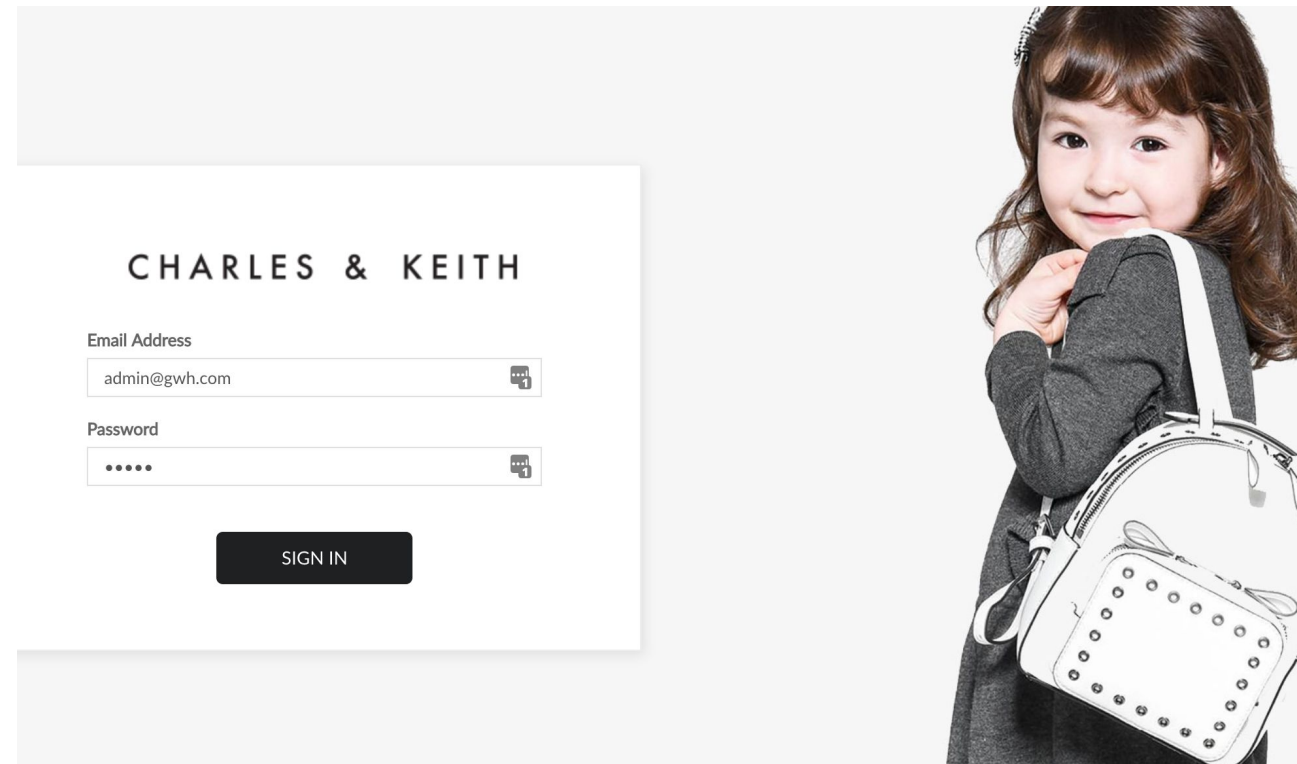 CHARLES & KEITH
Email Address
admin@gwh.com
Password
•••••
SIGN IN